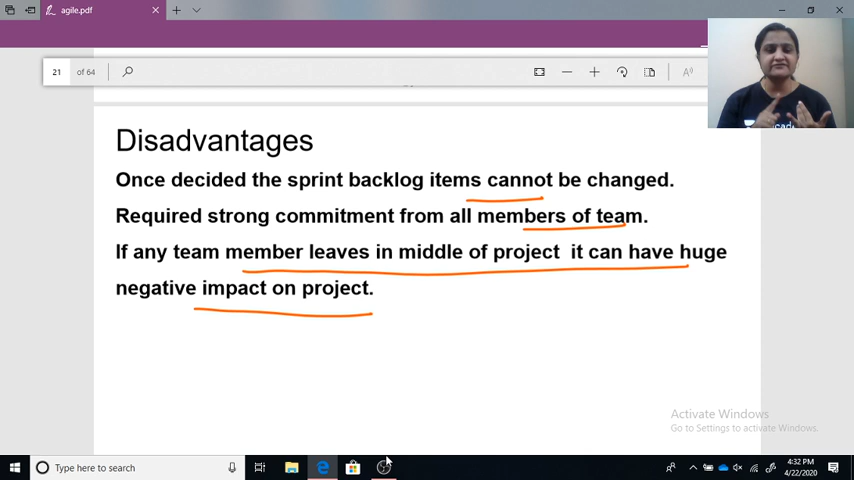 agile.pdf
21 of 64
Disadvantages
Once decided the sprint backlog items cannot be changed.
Required strong commitment from all members of team.
If any team member leaves in middle of project it can have huge
negative impact on project.
Activate Windows
Go to Settings to activate Windows.
Type here to search
4:32 PM
4/22/2020